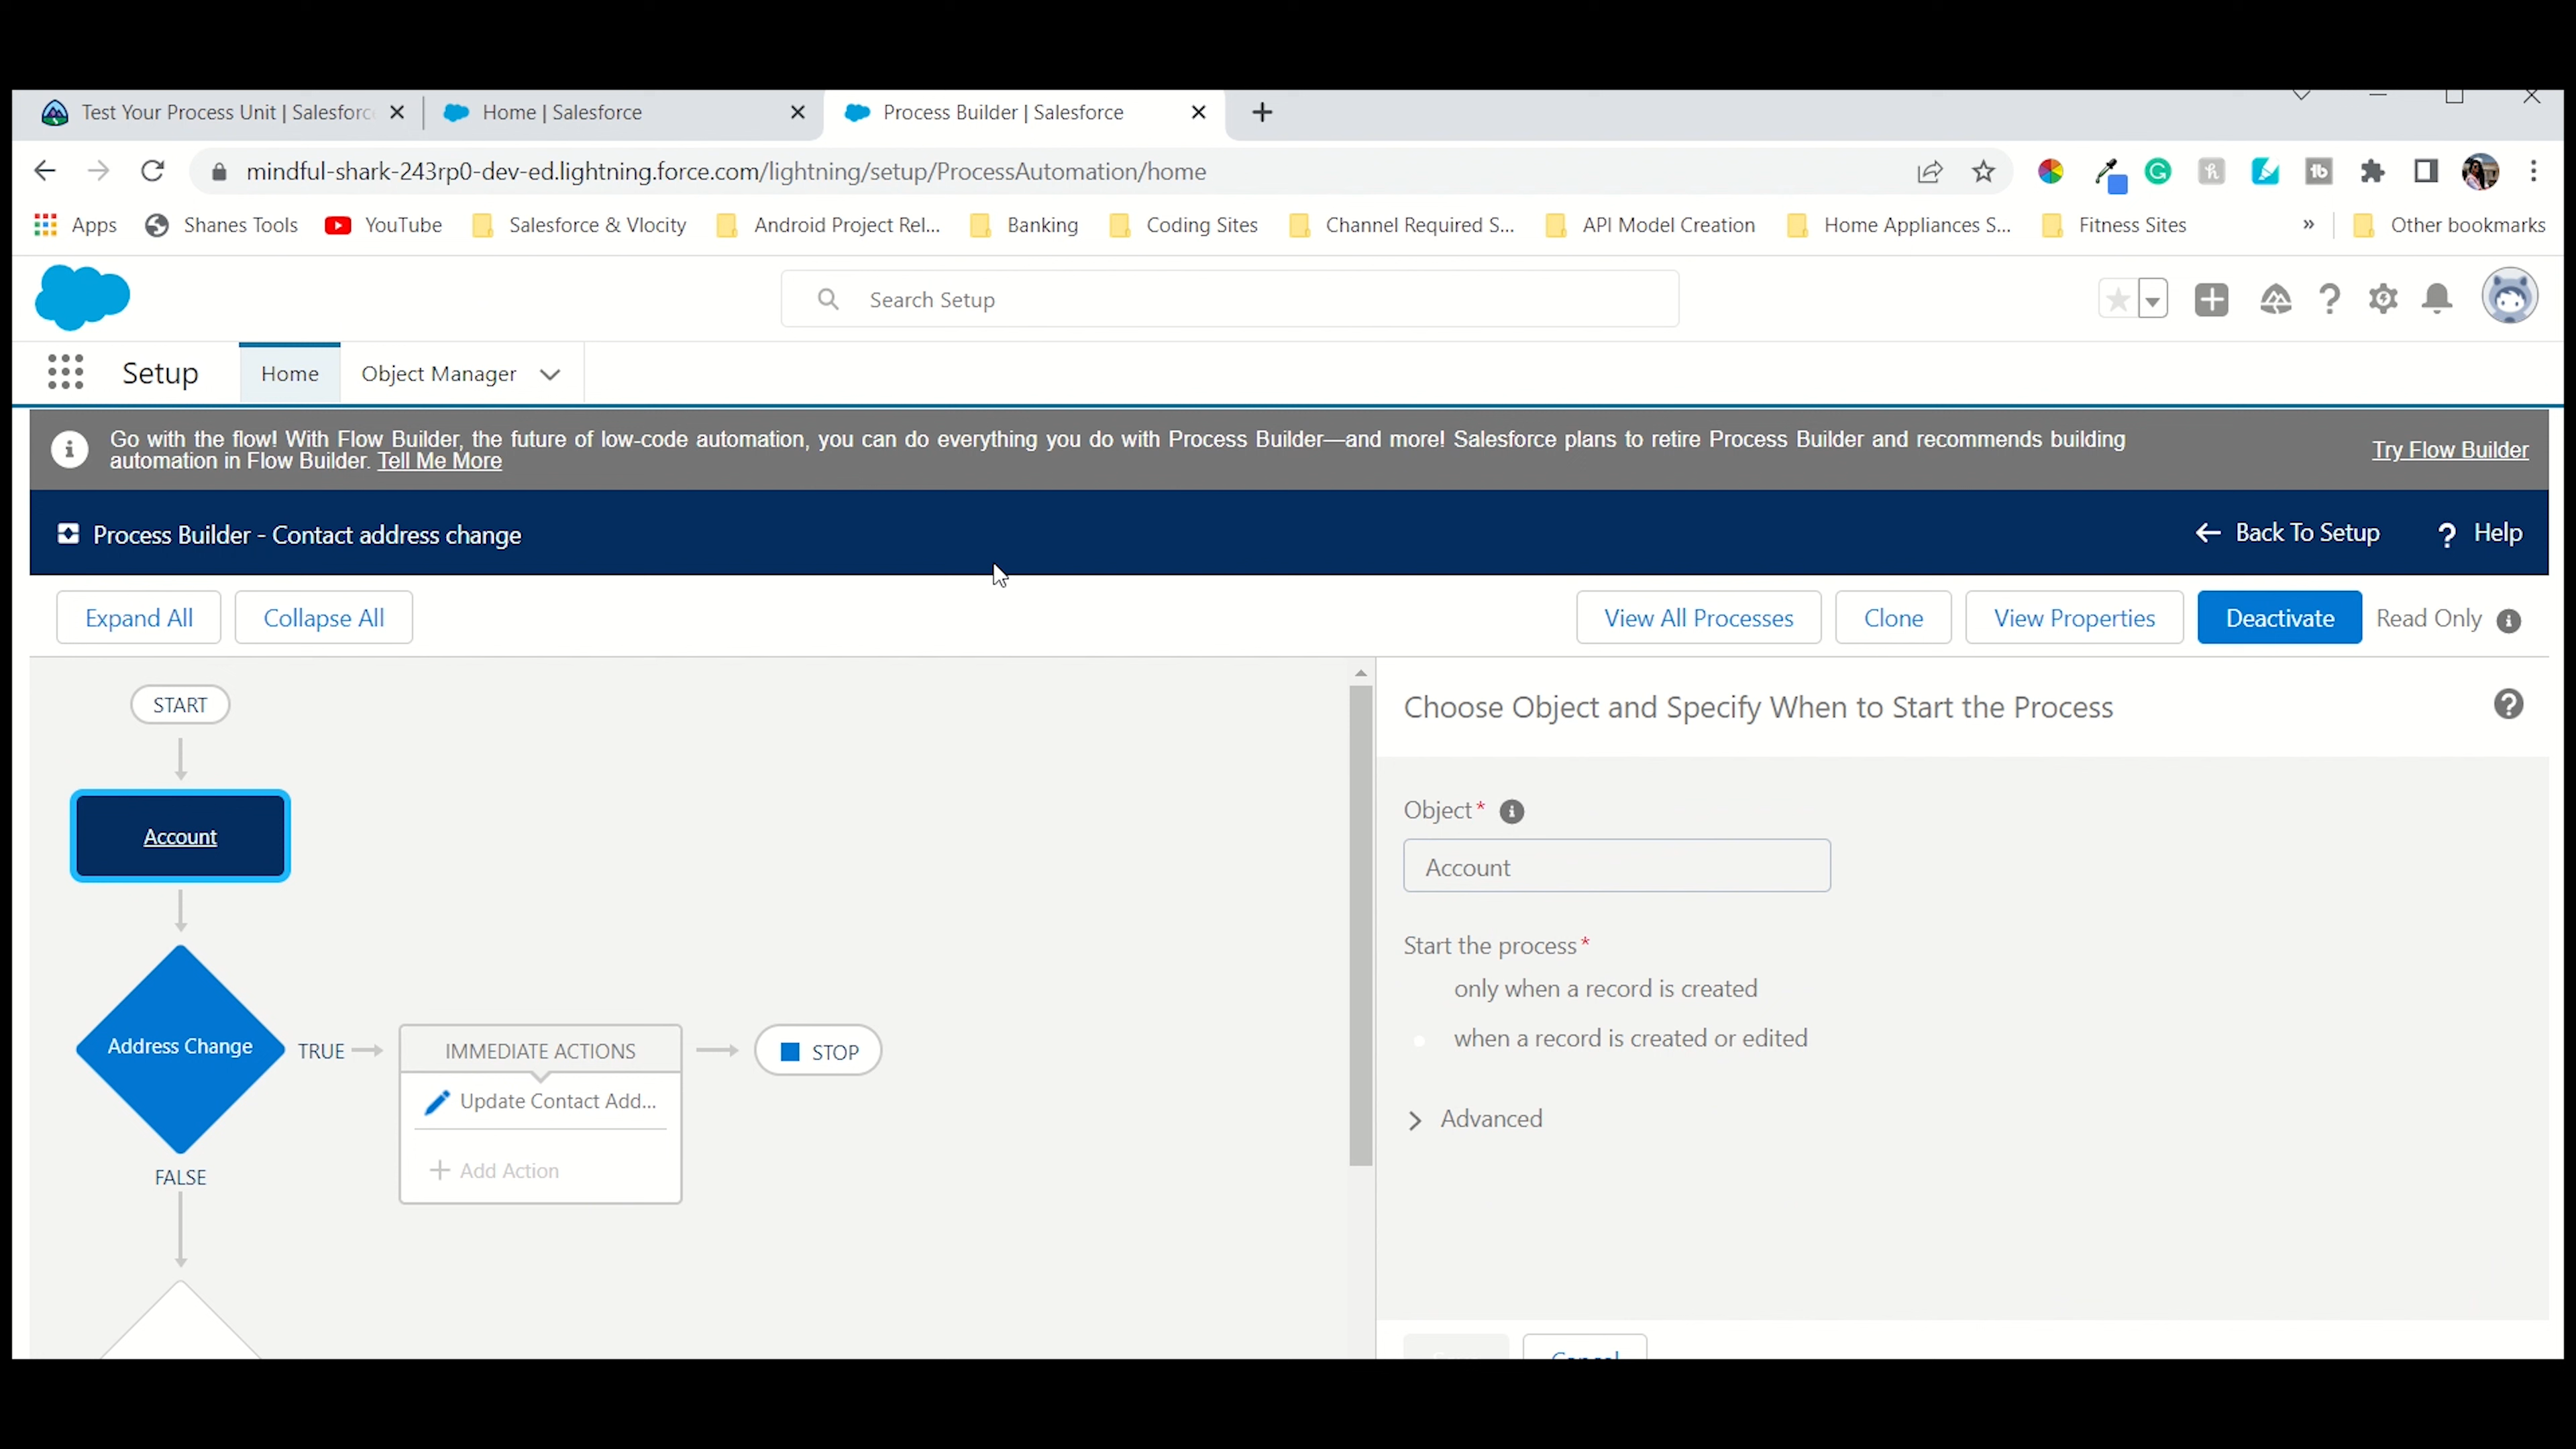 Test Your Process Unit | Salesforc
Home | Salesforce
Process Builder | Salesforce
mindful-shark-243rp0-dev-ed.lightning.force.com/lightning/setup/ProcessAutomation/home
Apps
Shanes Tools
YouTube
Salesforce & Vlocity
Android Project Rel...
Banking
Coding Sites
Channel Required S...
API Model Creation
Home Appliances S...
Fitness Sites
»
Other bookmarks
Search Setup
Setup
Home
Object Manager
Go with the flow! With Flow Builder, the future of low-code automation, you can do everything you do with Process Builder—and more! Salesforce plans to retire Process Builder and recommends building
automation in Flow Builder. Tell Me More
Try Flow Builder
Process Builder - Contact address change
Back To Setup
? Help
Expand All
Collapse All
View All Processes
Clone
View Properties
Deactivate
Read Only
START
Account
Address Change
TRUE
IMMEDIATE ACTIONS
Update Contact Add...
+ Add Action
STOP
FALSE
Choose Object and Specify When to Start the Process
Object*
Account
Start the process*
only when a record is created
when a record is created or edited
Advanced
Cancel